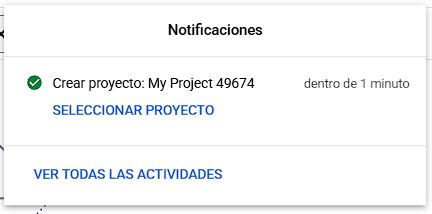 Notificaciones
Crear proyecto: My Project 49674 dentro de 1 minuto
SELECCIONAR PROYECTO
VER TODAS LAS ACTIVIDADES